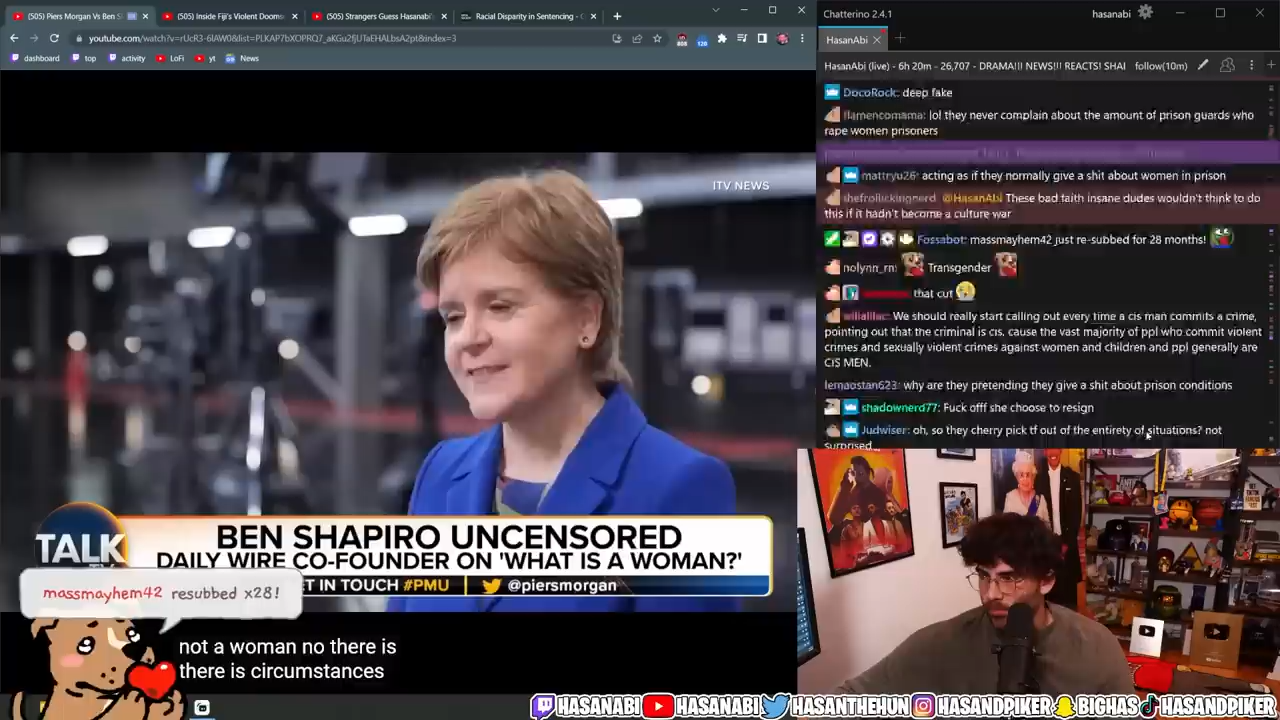 (505) Piers Morgan Vs Ben S
(505) Inside Fiji's Violent Dooms
(505) Strangers Guess Hasanabi'
Racial Disparity in Sentencing -
youtube.com/watch?v=rUcR3-6lAW0&list=PLKAP7bXOPRQ7_aKGu2fJUTaEHALbsA2pt&index=3
dashboard top activity LoFi yt News
Chatterino 2.4.1
hasanabi
HasanAbi
HasanAbi (live) - 6h 20m - 26,707 - DRAMA!!! NEWS!!! REACTS! SHAI
follow(10m)
DocoRock: deep fake
flamencomama: lol they never complain about the amount of prison guards who
rape women prisoners
mattryu26: acting as if they normally give a shit about women in prison
shefrollickingnerd @HasanAbi These bad faith insane dudes wouldn't think to do
this if it hadn't become a culture war
Fossabot: massmayhem42 just re-subbed for 28 months!
nolynn_rn: Transgender
that cut
We should really start calling out every time a cis man commits a crime,
pointing out that the criminal is cis. cause the vast majority of ppl who commit violent
crimes and sexually violent crimes against women and children and ppl generally are
CIS MEN.
lemaostan623: why are they pretending they give a shit about prison conditions
shadownerd77: Fuck offf she choose to resign
Judwiser: oh, so they cherry pick tf out of the entirety of situations? not
surprised
ITV NEWS
TALK
BEN SHAPIRO UNCENSORED
DAILY WIRE CO-FOUNDER ON 'WHAT IS A WOMAN?'
ET IN TOUCH #PMU
@piersmorgan
massmayhem42 resubbed x28!
not a woman no there is
there is circumstances
HASANABI HASANABI HASANTHEHUN HASANDPIKER BIGHAS HASANDPIKER